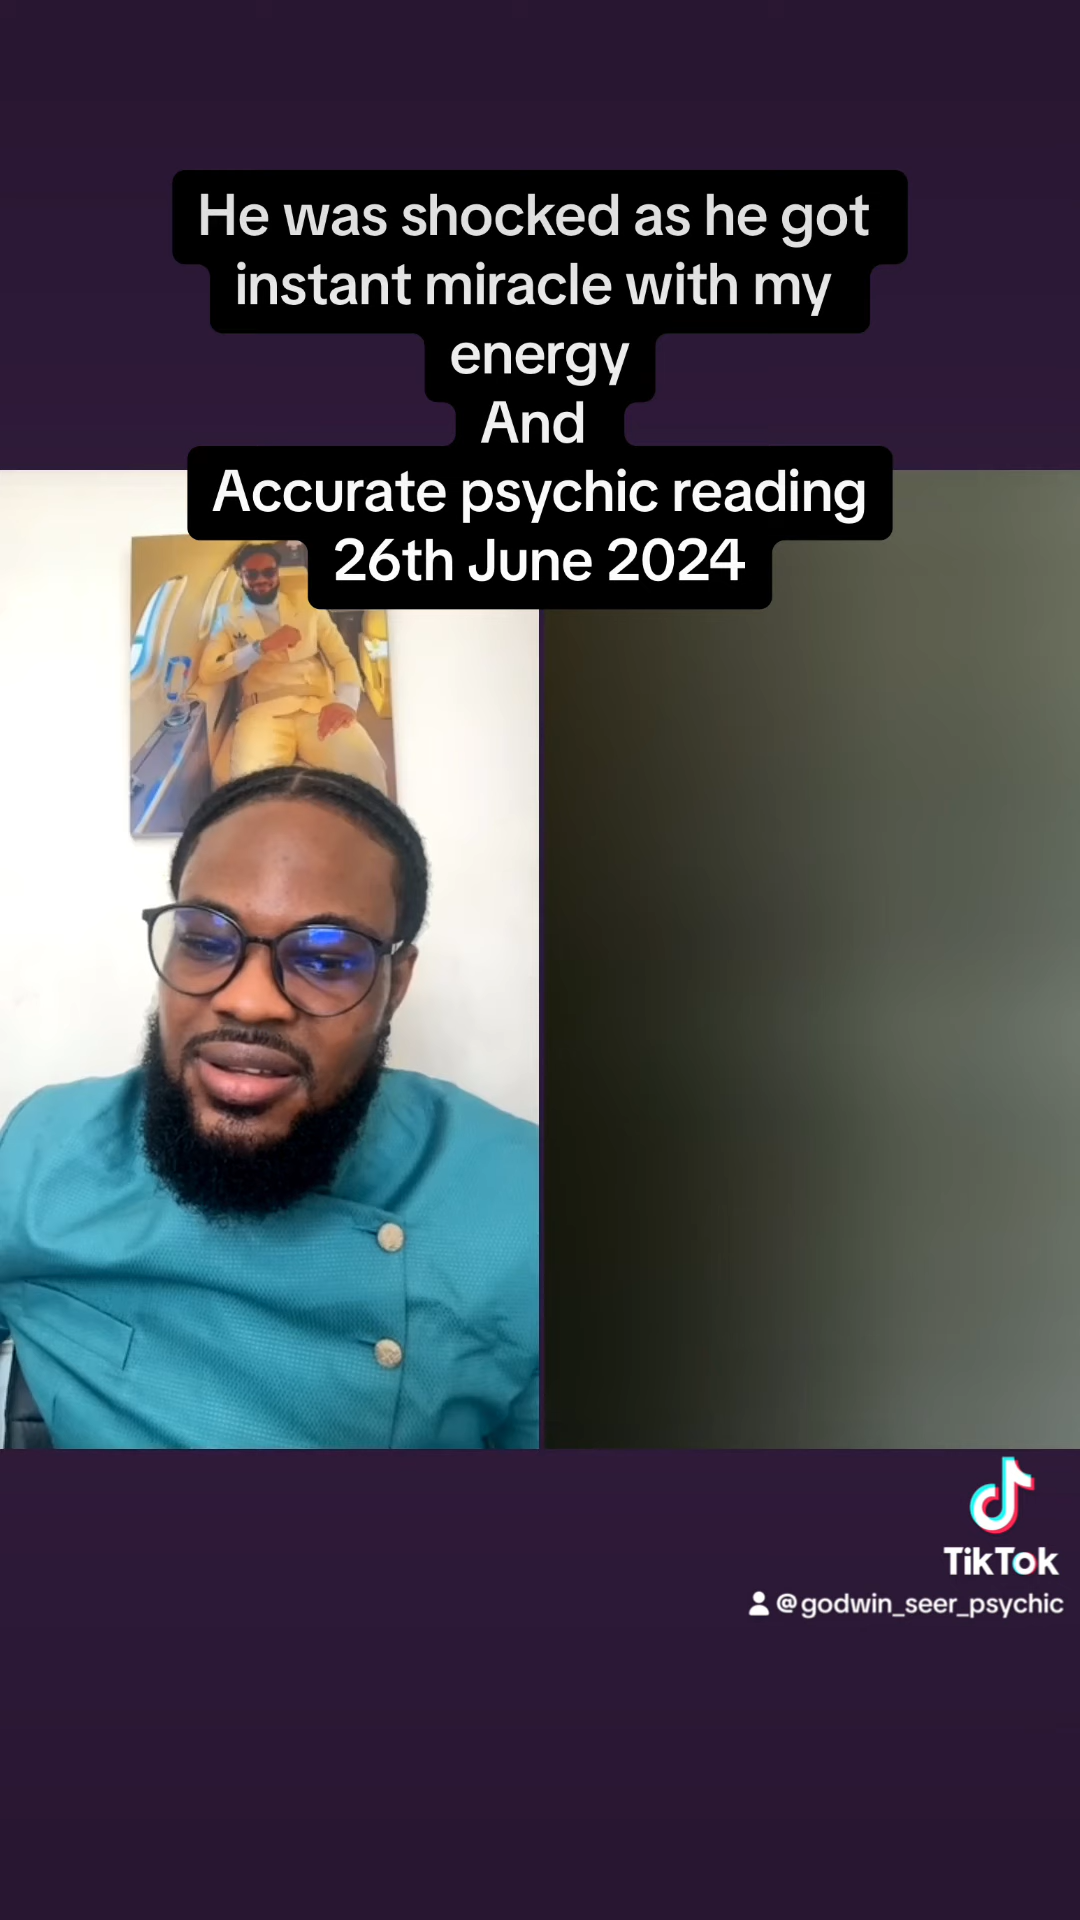 He was shocked as he got
instant miracle with my
energy
And
Accurate psychic reading
26th June 2024
TikTok
@godwin_seer_psychic